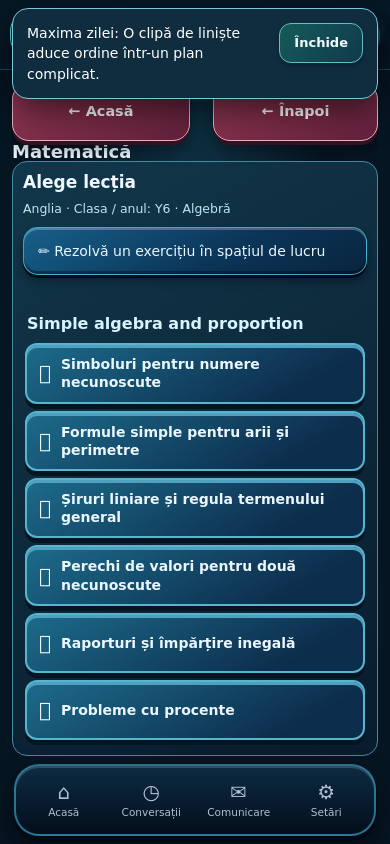 Maxima zilei: O clipă de liniște
aduce ordine într-un plan
complicat.
Închide
← Acasă
← Înapoi
Matematică
Alege lecția
Anglia · Clasa / anul: Y6 · Algebră
✏ Rezolvă un exercițiu în spațiul de lucru
Simple algebra and proportion
Simboluri pentru numere
necunoscute
Formule simple pentru arii și
perimetre
Șiruri liniare și regula termenului
general
Perechi de valori pentru două
necunoscute
Raporturi și împărțire inegală
Probleme cu procente
Acasă
Conversații
Comunicare
Setări